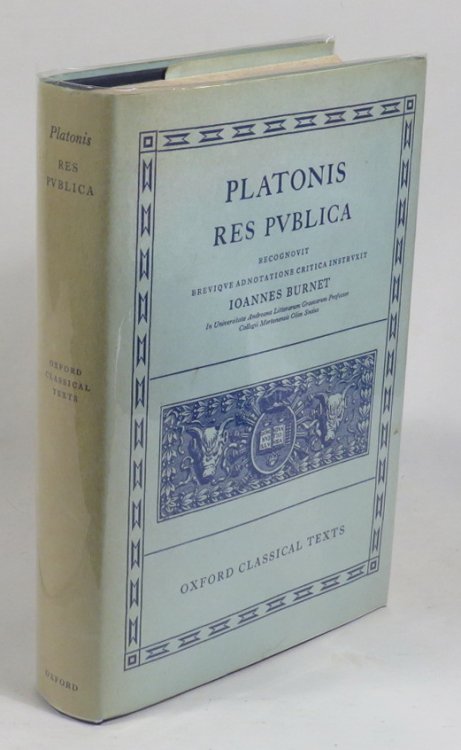 Platonis
RES
PVBLICA
OXFORD
CLASSICAL
TEXTS
OXFORD
PLATONIS
RES PVBLICA
RECOGNOVIT
BREVIQVE ADNOTATIONE CRITICA INSTRVXIT
IOANNES BURNET
In Universitate Andreana Litterarum Graecarum Professor
Collegii Mertonensis Olim Socius
OXFORD CLASSICAL TEXTS